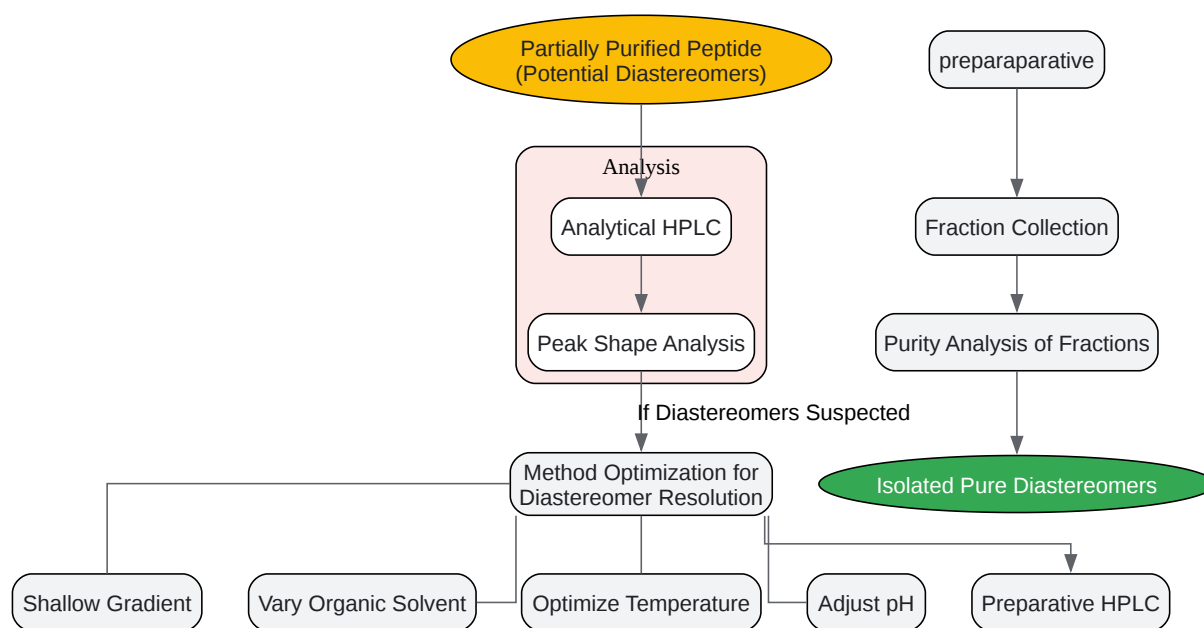 Partially Purified Peptide
(Potential Diastereomers)
preparaparative
Analysis
Analytical HPLC
Fraction Collection
Peak Shape Analysis
Purity Analysis of Fractions
If Diastereomers Suspected
Method Optimization for
Diastereomer Resolution
Isolated Pure Diastereomers
Shallow Gradient
Vary Organic Solvent
Optimize Temperature
Adjust pH
Preparative HPLC